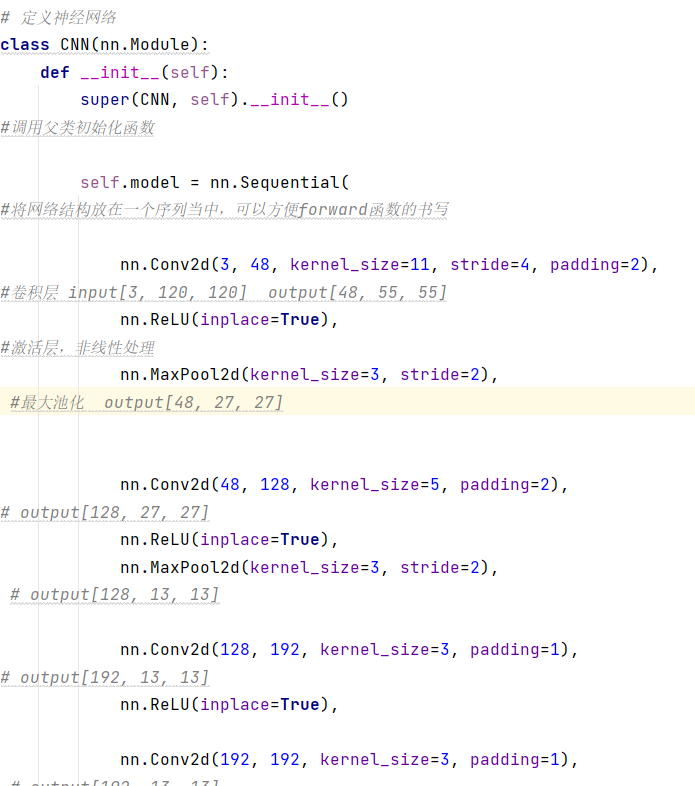 # 定义神经网络
class CNN(nn.Module):
def __init__(self):
super(CNN, self).__init__()
#调用父类初始化函数
self.model = nn.Sequential(
#将网络结构放在一个序列当中，可以方便forward函数的书写
nn.Conv2d(3, 48, kernel_size=11, stride=4, padding=2),
#卷积层 input[3, 120, 120]  output[48, 55, 55]
nn.ReLU(inplace=True),
#激活层，非线性处理
nn.MaxPool2d(kernel_size=3, stride=2),
#最大池化  output[48, 27, 27]
nn.Conv2d(48, 128, kernel_size=5, padding=2),
# output[128, 27, 27]
nn.ReLU(inplace=True),
nn.MaxPool2d(kernel_size=3, stride=2),
# output[128, 13, 13]
nn.Conv2d(128, 192, kernel_size=3, padding=1),
# output[192, 13, 13]
nn.ReLU(inplace=True),
nn.Conv2d(192, 192, kernel_size=3, padding=1),
# output[192, 13, 13]